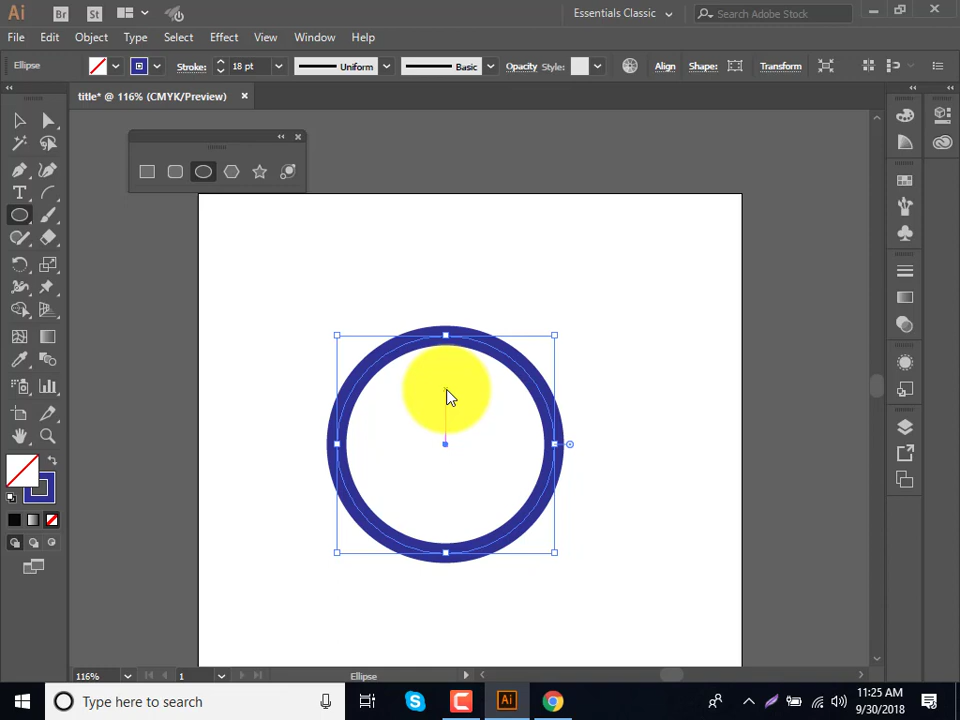 Ai Br St Essentials Classic Search Adobe Stock
File Edit Object Type Select Effect View Window Help
Ellipse Stroke: 18 pt Uniform Basic Opacity Style: Align Shape: Transform
title* @ 116% (CMYK/Preview)
T
116% 1 Ellipse
Type here to search S C Ai 11:25 AM
9/30/2018